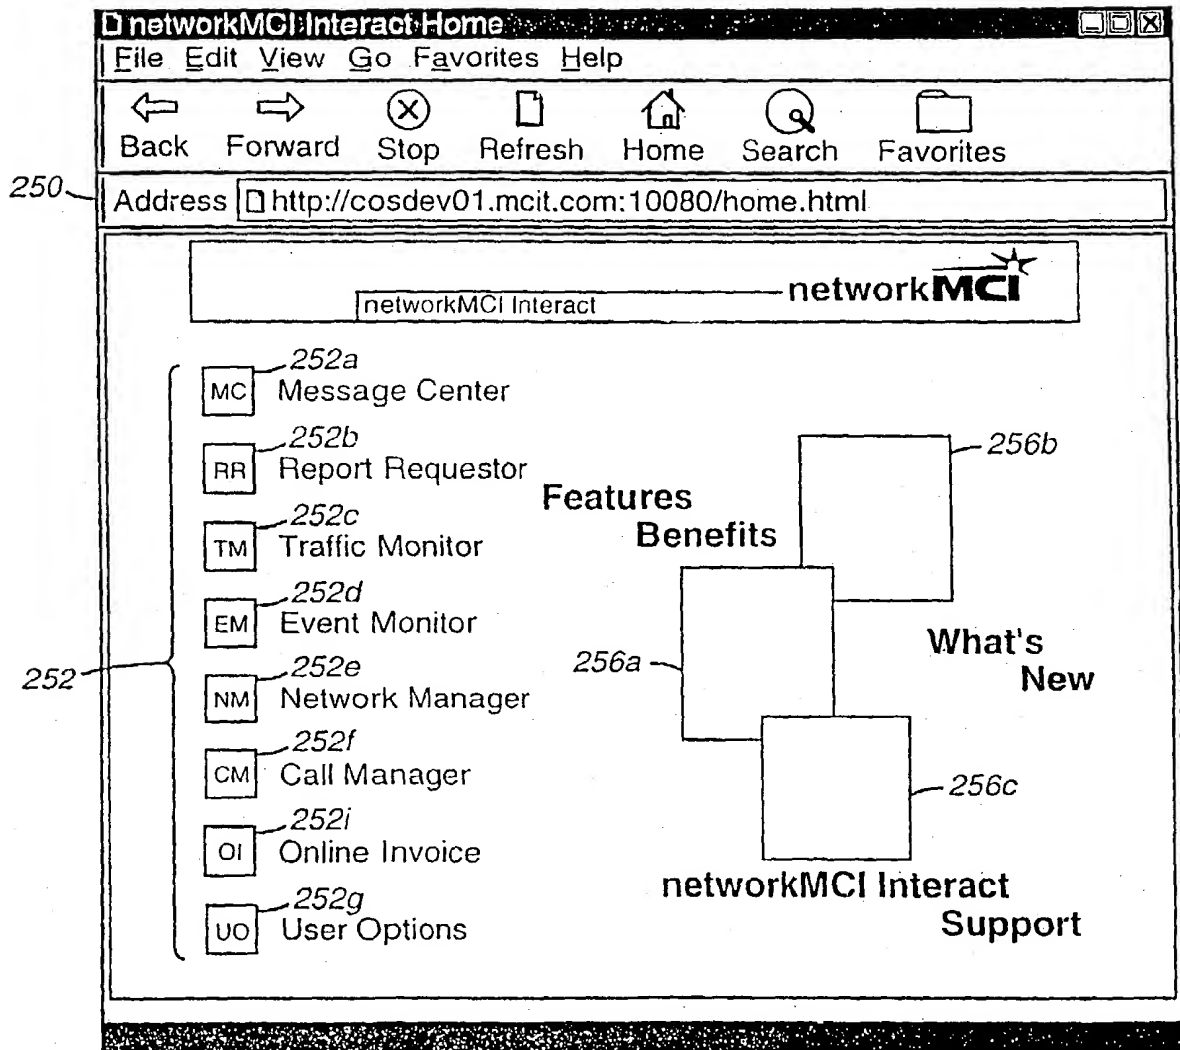 networkMCI Interact Home
File Edit View Go Favorites Help
Back Forward Stop Refresh Home Search Favorites
250
Address http://cosdev01.mcit.com:10080/home.html
networkMCI
networkMCI Interact
252a
MC Message Center
252b
RR Report Requestor
256b
Features
Benefits
252c
TM Traffic Monitor
252d
EM Event Monitor
What's
New
256a
252
252e
NM Network Manager
252f
CM Call Manager
256c
252i
OI Online Invoice
networkMCI Interact
Support
252g
UO User Options